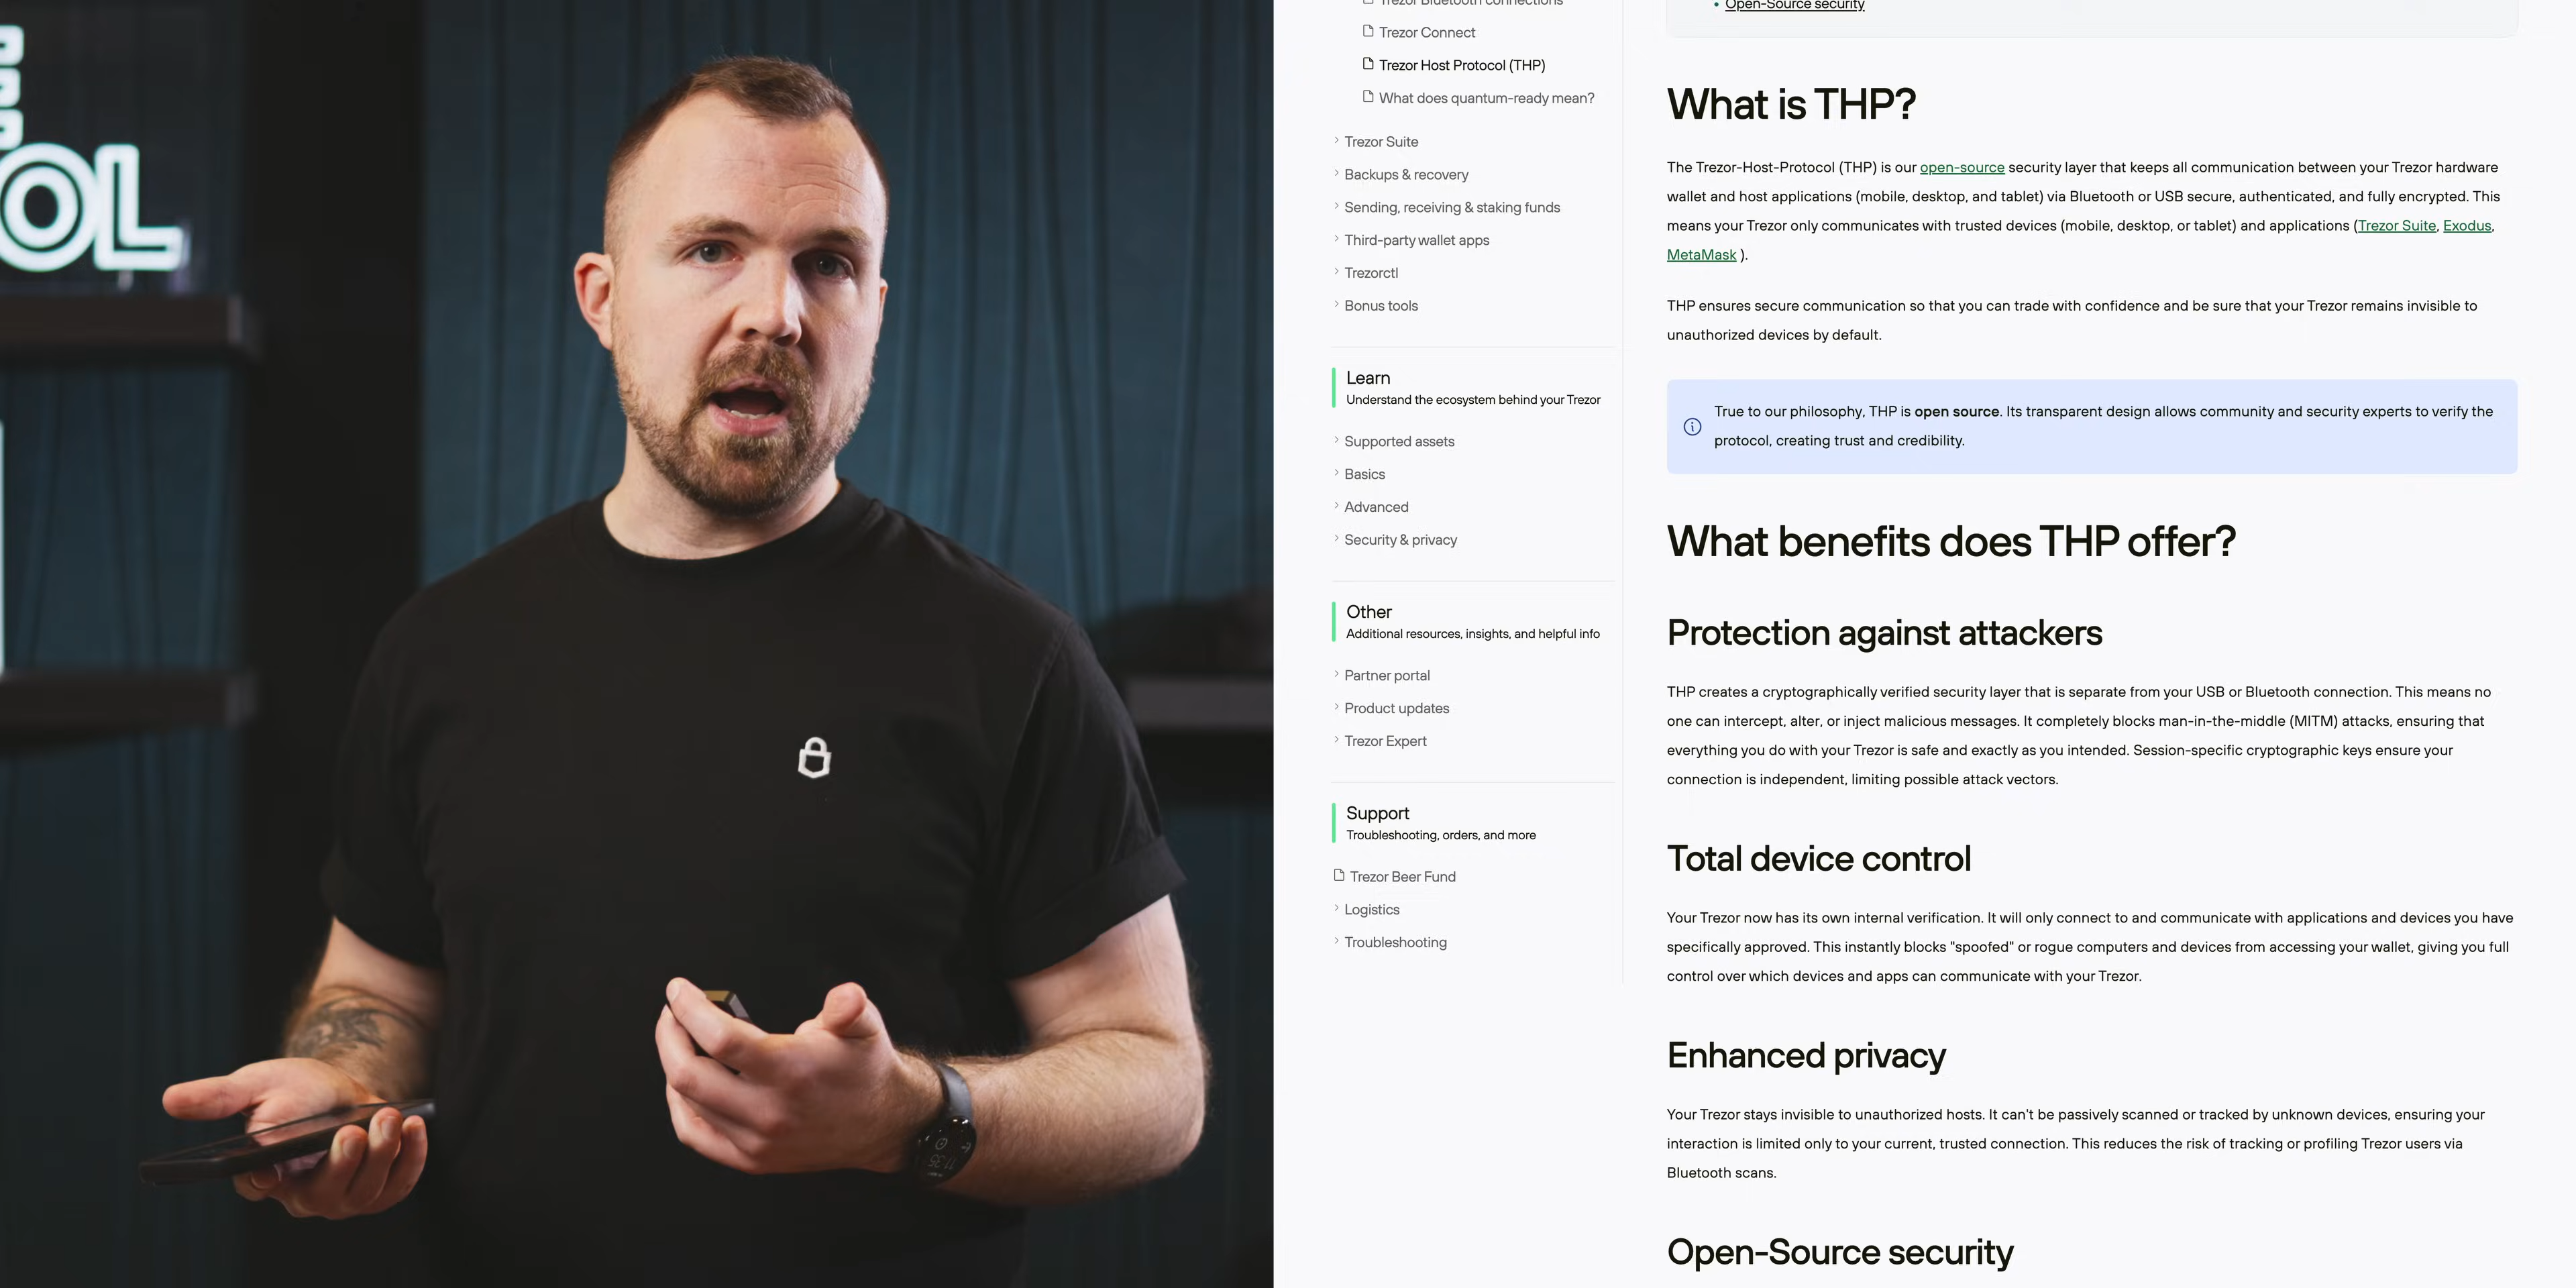 OL
Trezor Bluetooth connections
Trezor Connect
Trezor Host Protocol (THP)
What does quantum-ready mean?
Trezor Suite
Backups & recovery
Sending, receiving & staking funds
Third-party wallet apps
Trezorctl
Bonus tools
Learn
Understand the ecosystem behind your Trezor
Supported assets
Basics
Advanced
Security & privacy
Other
Additional resources, insights, and helpful info
Partner portal
Product updates
Trezor Expert
Support
Troubleshooting, orders, and more
Trezor Beer Fund
Logistics
Troubleshooting
• Open-Source security
What is THP?
The Trezor-Host-Protocol (THP) is our open-source security layer that keeps all communication between your Trezor hardware
wallet and host applications (mobile, desktop, and tablet) via Bluetooth or USB secure, authenticated, and fully encrypted. This
means your Trezor only communicates with trusted devices (mobile, desktop, or tablet) and applications (Trezor Suite, Exodus,
MetaMask ).
THP ensures secure communication so that you can trade with confidence and be sure that your Trezor remains invisible to
unauthorized devices by default.
True to our philosophy, THP is open source. Its transparent design allows community and security experts to verify the
protocol, creating trust and credibility.
What benefits does THP offer?
Protection against attackers
THP creates a cryptographically verified security layer that is separate from your USB or Bluetooth connection. This means no
one can intercept, alter, or inject malicious messages. It completely blocks man-in-the-middle (MITM) attacks, ensuring that
everything you do with your Trezor is safe and exactly as you intended. Session-specific cryptographic keys ensure your
connection is independent, limiting possible attack vectors.
Total device control
Your Trezor now has its own internal verification. It will only connect to and communicate with applications and devices you have
specifically approved. This instantly blocks "spoofed" or rogue computers and devices from accessing your wallet, giving you full
control over which devices and apps can communicate with your Trezor.
Enhanced privacy
Your Trezor stays invisible to unauthorized hosts. It can't be passively scanned or tracked by unknown devices, ensuring your
interaction is limited only to your current, trusted connection. This reduces the risk of tracking or profiling Trezor users via
Bluetooth scans.
Open-Source security